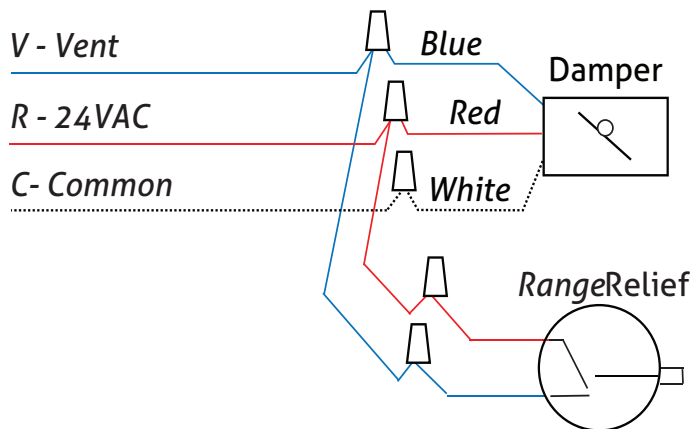 V - Vent
Blue
Damper
R - 24VAC
Red
C- Common
White
RangeRelief